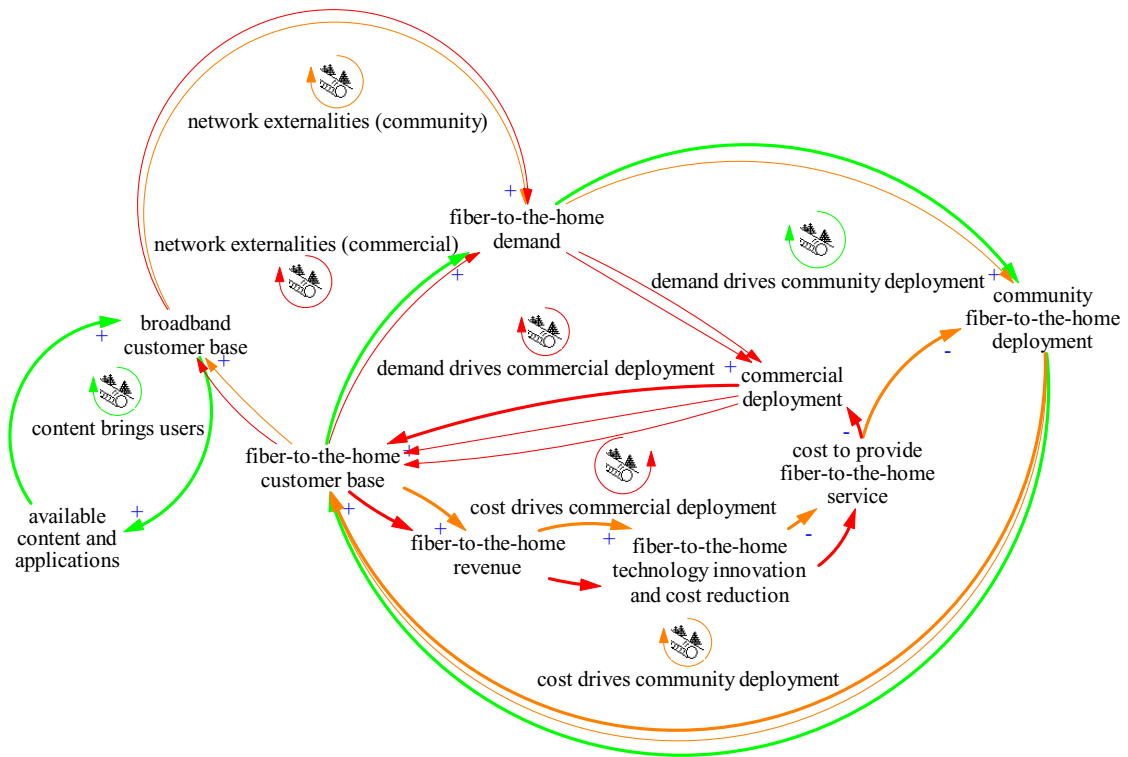 network externalities (community)
+
fiber-to-the-home
demand
network externalities (commercial)
+
demand drives community deployment
+
community
fiber-to-the-home
deployment
-
broadband
customer base
+
+
demand drives commercial deployment
+
commercial
deployment
-
content brings users
fiber-to-the-home
customer base
+
+
cost to provide
fiber-to-the-home
service
-
cost drives commercial deployment
available
content and
applications
+
fiber-to-the-home
revenue
+
+
fiber-to-the-home
technology innovation
and cost reduction
cost drives community deployment